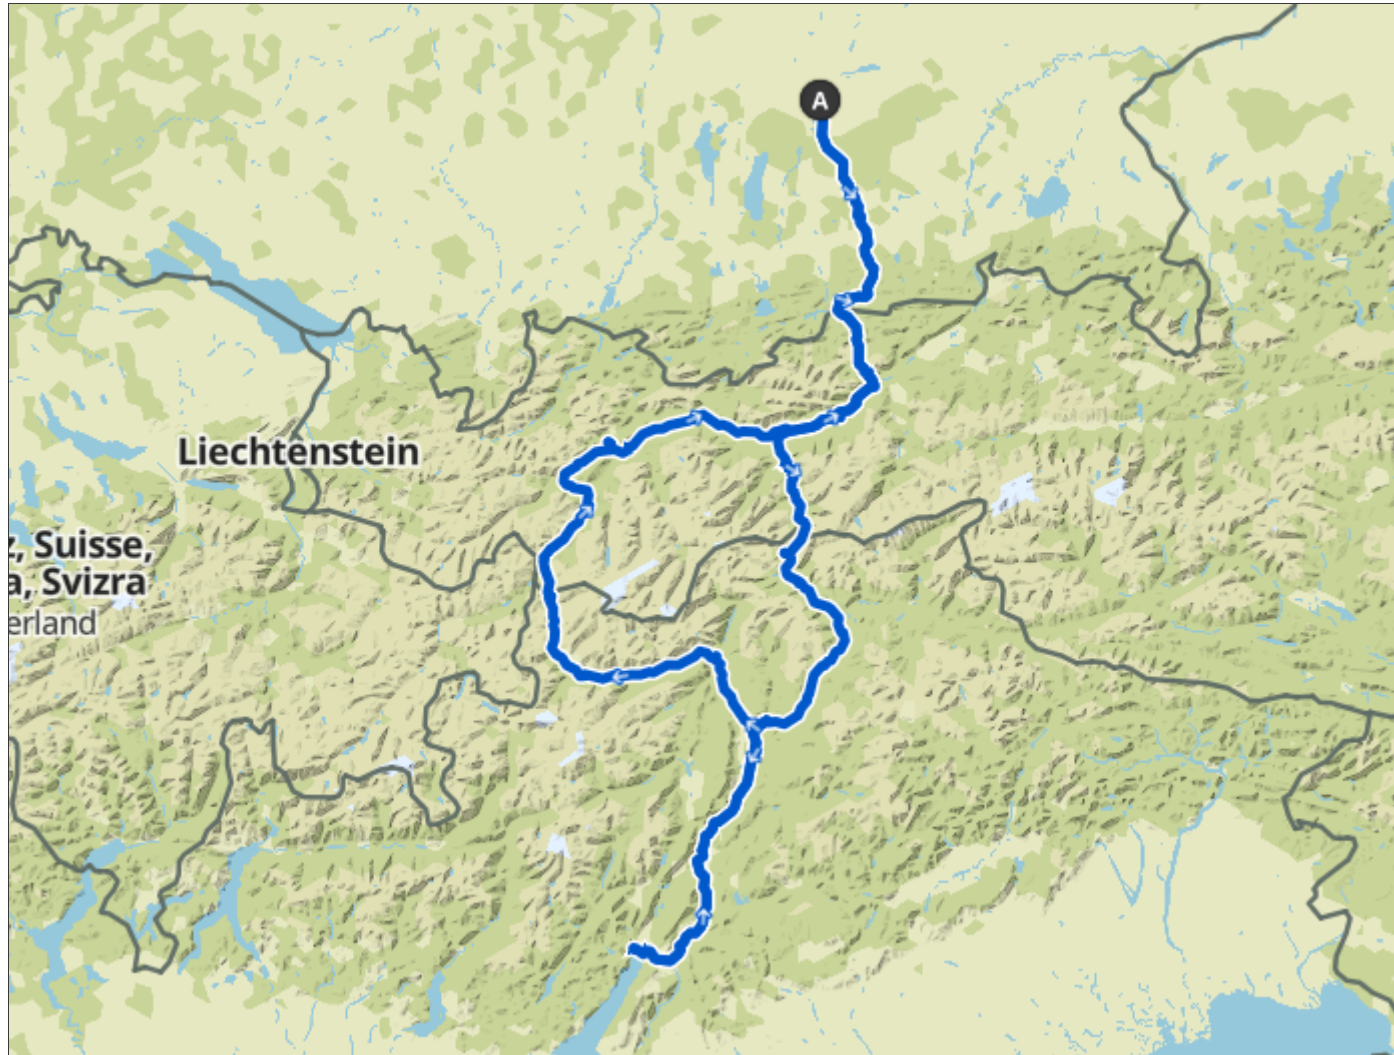 A
Liechtenstein
z, Suisse,
a, Svizra
erland